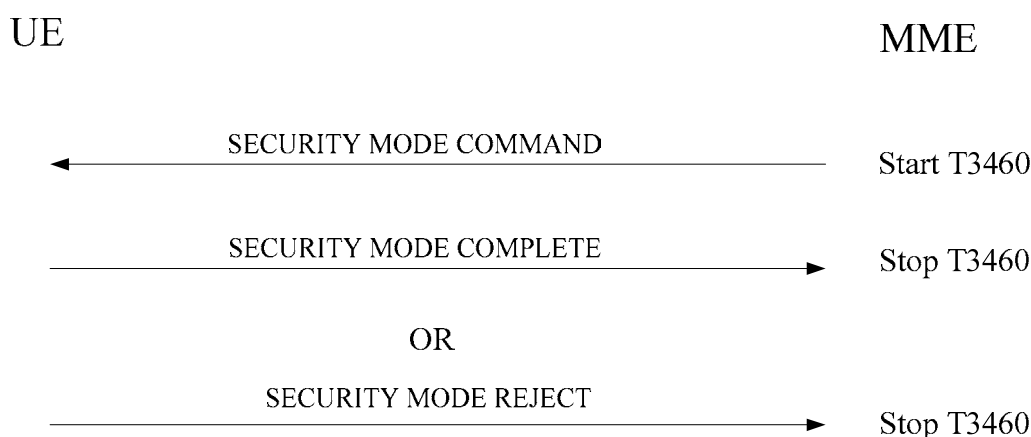 UE
MME
SECURITY MODE COMMAND
Start T3460
SECURITY MODE COMPLETE
Stop T3460
OR
SECURITY MODE REJECT
Stop T3460